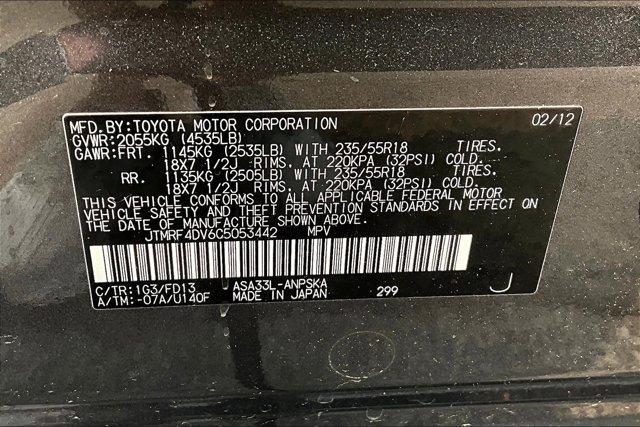 MFD.BY:TOYOTA MOTOR CORPORATION 02/12
GVWR:2055KG (4535LB)
GAWR:FRT. 1145KG (2535LB) WITH 235/55R18 TIRES.
18X7 1/2J RIMS. AT 220KPA (32PSI) COLD.
RR. 1135KG (2505LB) WITH 235/55R18 TIRES.
18X7 1/2J RIMS. AT 220KPA (32PSI) COLD.
THIS VEHICLE CONFORMS TO ALL APPLICABLE FEDERAL MOTOR
VEHICLE SAFETY AND THEFT PREVENTION STANDARDS IN EFFECT ON
THE DATE OF MANUFACTURE SHOWN ABOVE.
JTMRF4DV6C5053442 MPV
C/TR:1G3/FD13 ASA33L-ANPSKA
A/TM:-07A/U140F MADE IN JAPAN 299 J